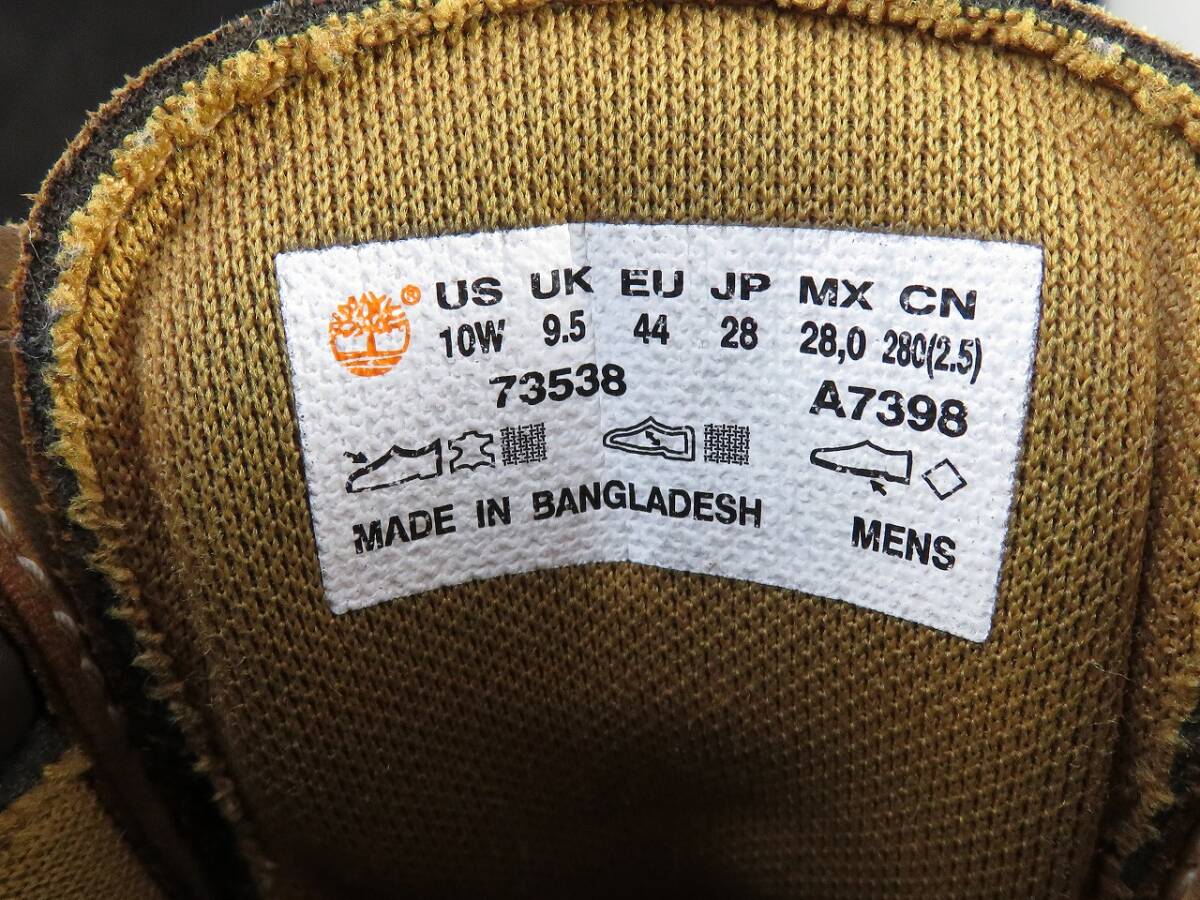 ® US UK EU JP MX CN
10W 9.5 44 28 28,0 280(2.5)
73538 A7398
MADE IN BANGLADESH MENS